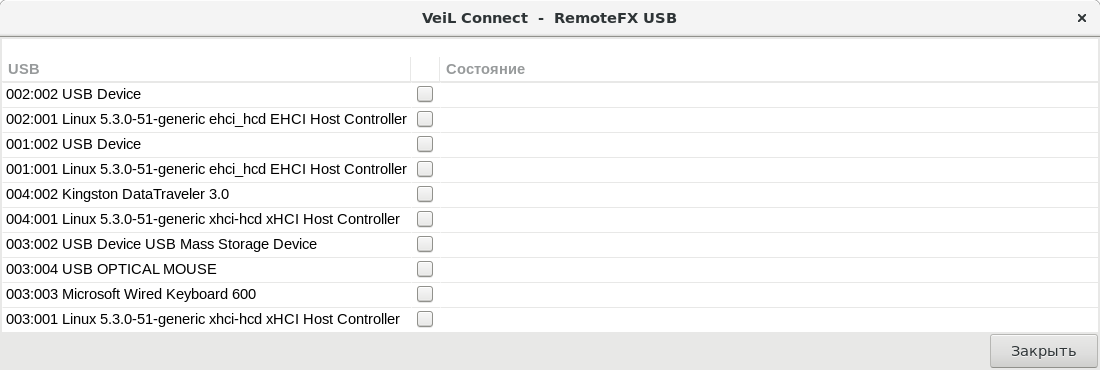 VeiL Connect - RemoteFX USB
USB Состояние
002:002 USB Device
002:001 Linux 5.3.0-51-generic ehci_hcd EHCI Host Controller
001:002 USB Device
001:001 Linux 5.3.0-51-generic ehci_hcd EHCI Host Controller
004:002 Kingston DataTraveler 3.0
004:001 Linux 5.3.0-51-generic xhci-hcd xHCI Host Controller
003:002 USB Device USB Mass Storage Device
003:004 USB OPTICAL MOUSE
003:003 Microsoft Wired Keyboard 600
003:001 Linux 5.3.0-51-generic xhci-hcd xHCI Host Controller
Закрыть